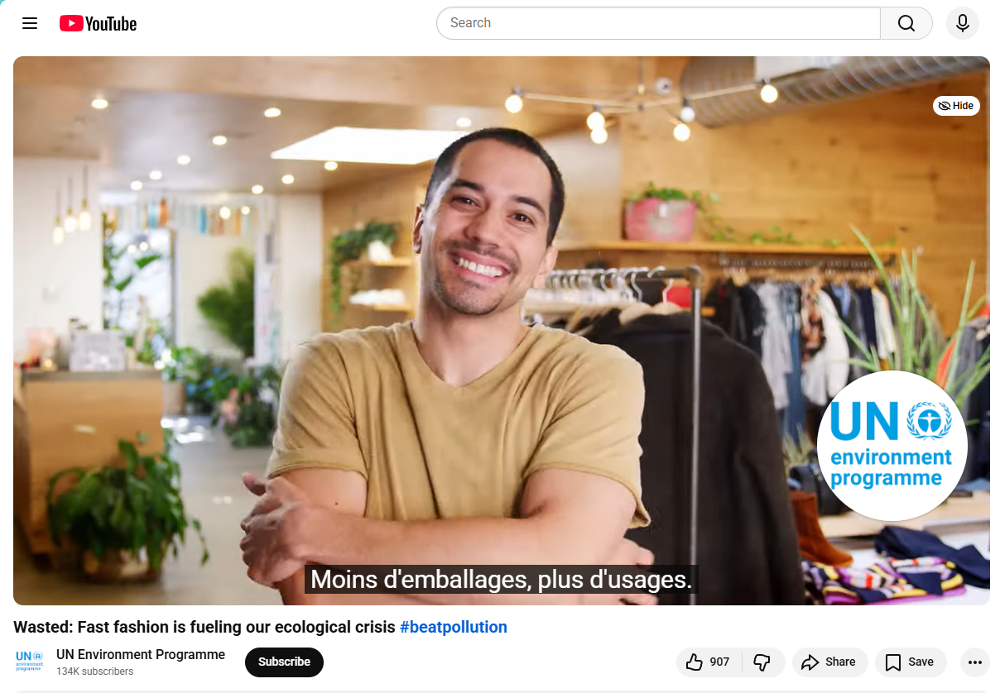 YouTube
Search
Hide
UN
environment
programme
Moins d'emballages, plus d'usages.
Wasted: Fast fashion is fueling our ecological crisis #beatpollution
UN
environment
programme
UN Environment Programme
134K subscribers
Subscribe
907
Share
Save